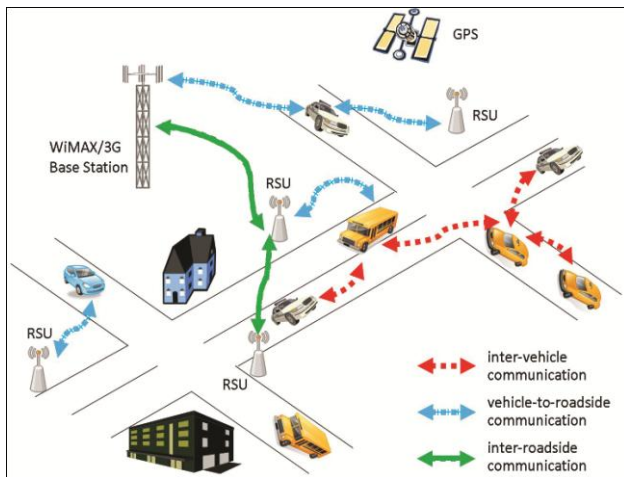 GPS
RSU
WiMAX/3G
Base Station
RSU
RSU
RSU
inter-vehicle
communication
vehicle-to-roadside
communication
inter-roadside
communication